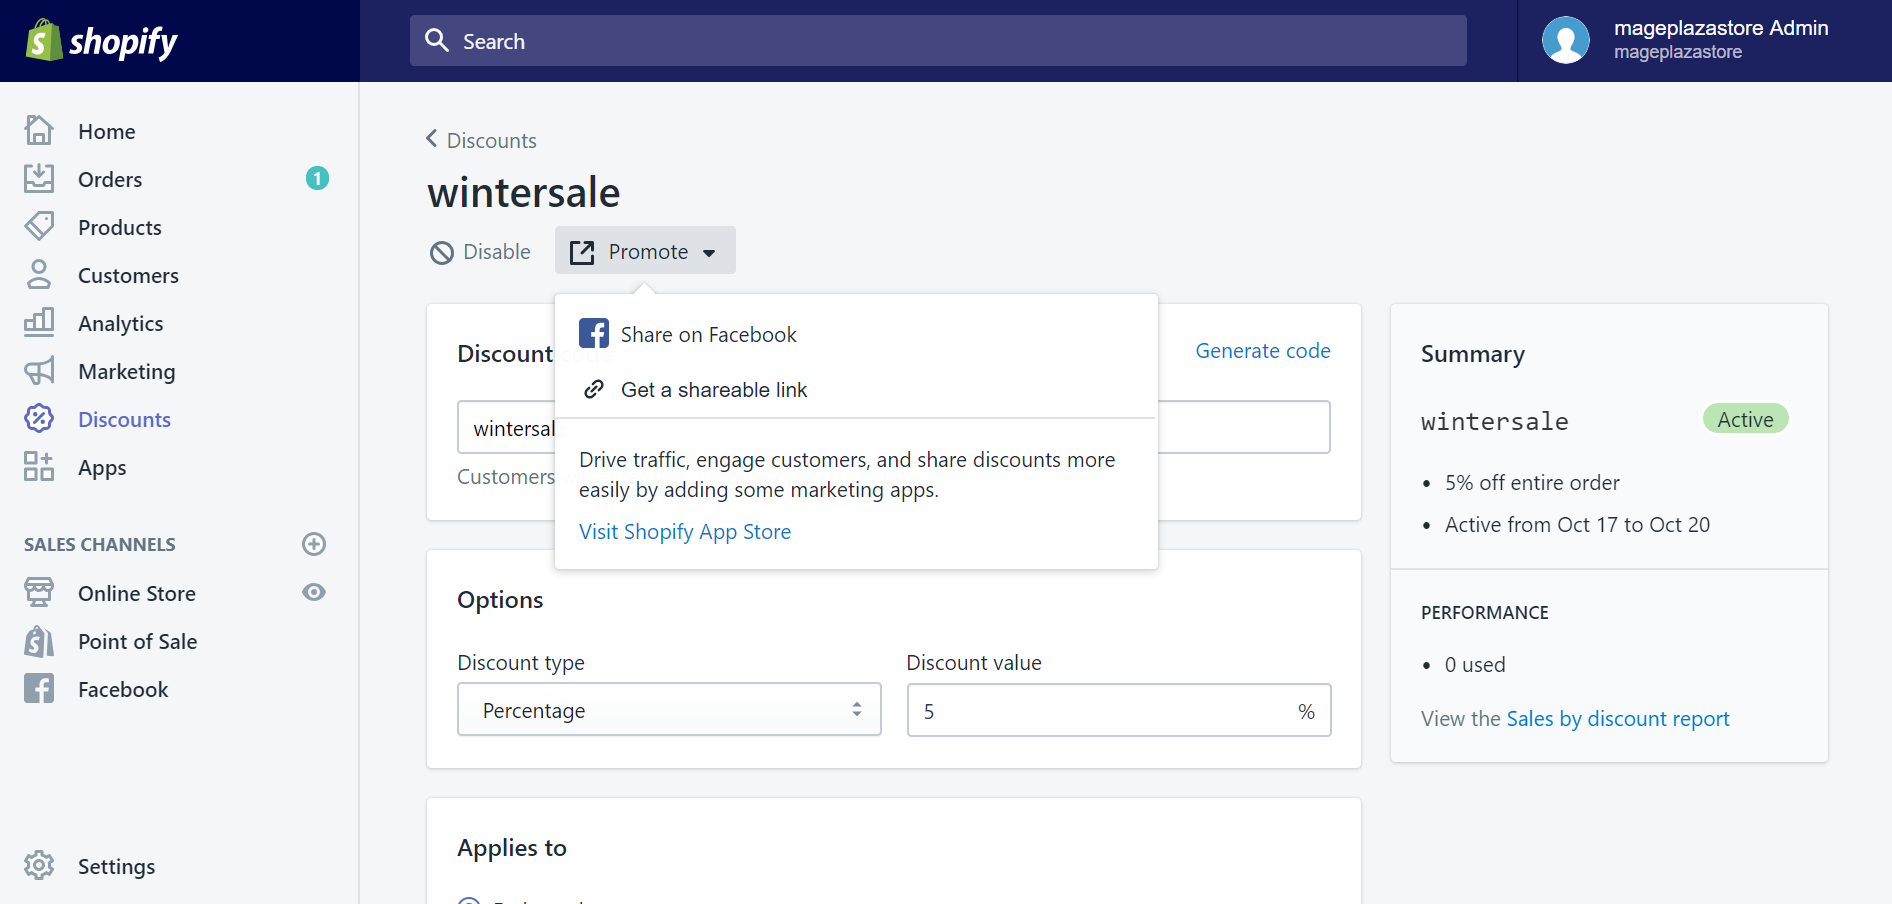 shopify
Search
mageplazastore Admin
mageplazastore
Home
Orders
1
Products
Customers
Analytics
Marketing
Discounts
Apps
SALES CHANNELS
Online Store
Point of Sale
Facebook
Settings
Discounts
wintersale
Disable
Promote
Share on Facebook
Get a shareable link
Drive traffic, engage customers, and share discounts more
easily by adding some marketing apps.
Visit Shopify App Store
Discount code
Generate code
wintersale
Customers
Options
Discount type
Discount value
Percentage
5 %
Applies to
Summary
wintersale
Active
• 5% off entire order
• Active from Oct 17 to Oct 20
PERFORMANCE
• 0 used
View the Sales by discount report